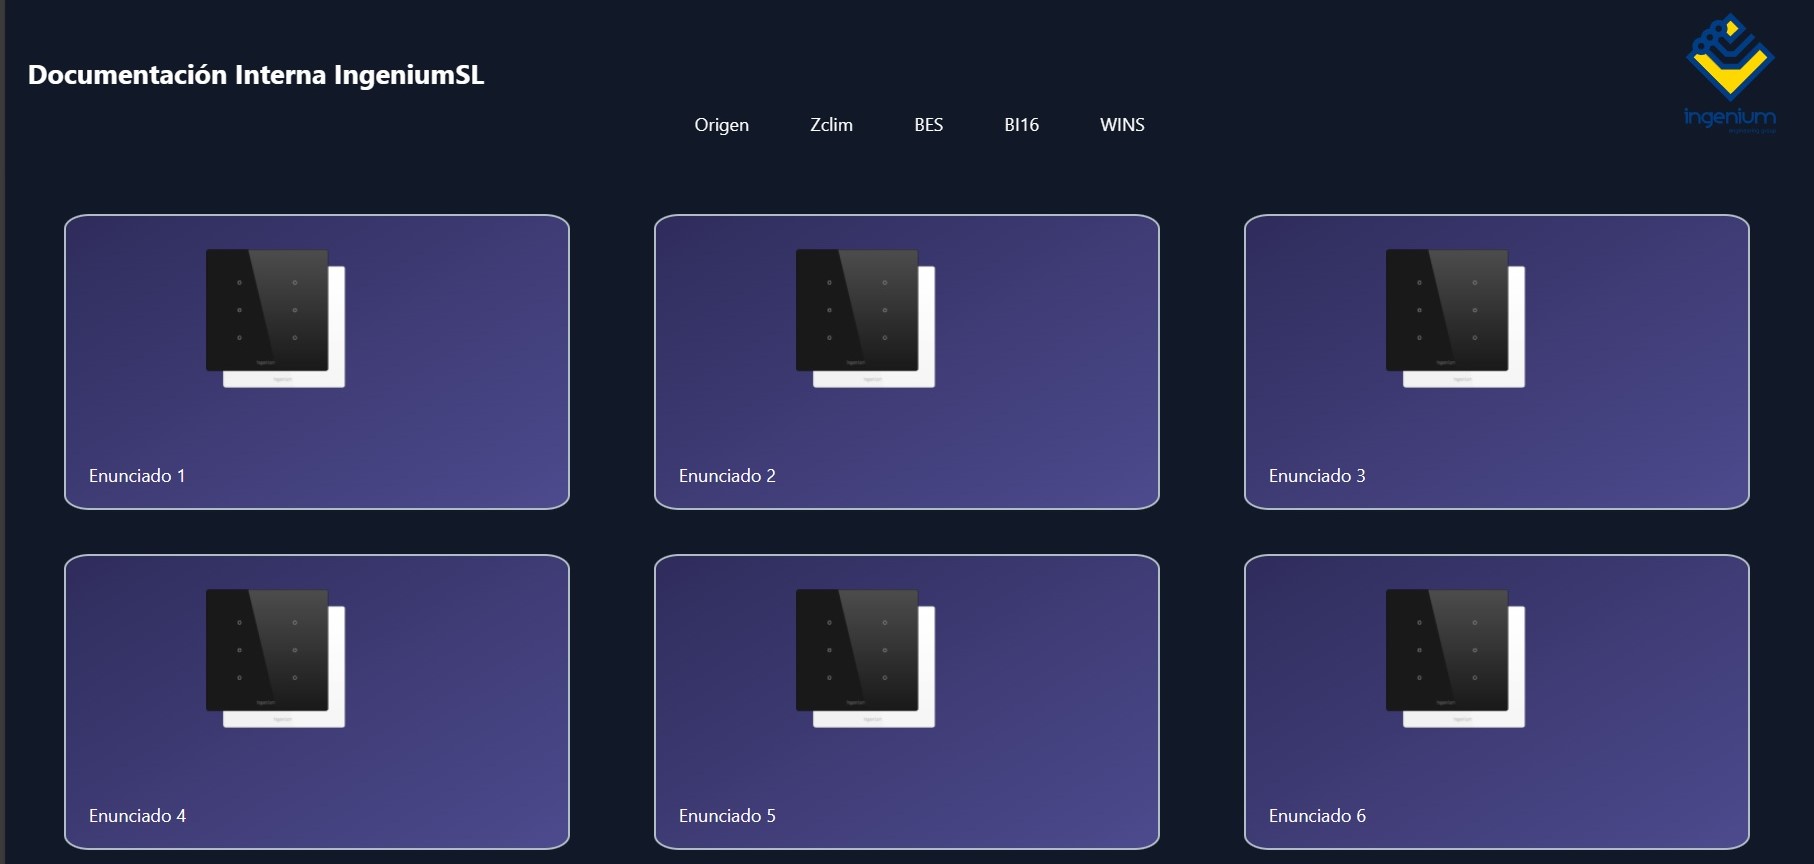 Documentación Interna IngeniumSL
ingenium
Origen Zclim BES BI16 WINS
Enunciado 1
Enunciado 2
Enunciado 3
Enunciado 4
Enunciado 5
Enunciado 6